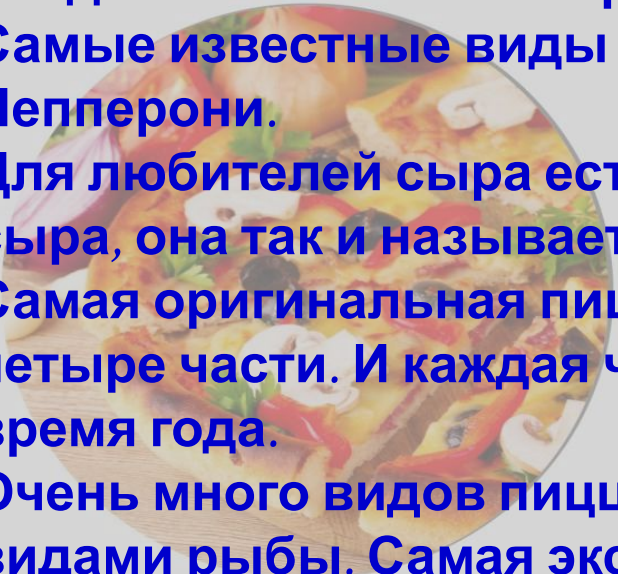 Самые известные виды
Пепперони.
Для любителей сыра ест
сыра, она так и называет
Самая оригинальная пиц
четыре части. И каждая ч
время года.
Очень много видов пицц
видами рыбы. Самая экз